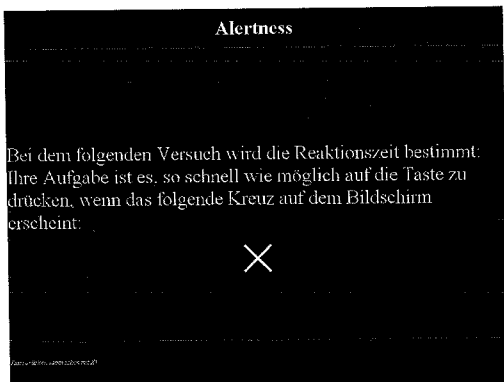 Alertness
Bei dem folgenden Versuch wird die Reaktionszeit bestimmt:
Ihre Aufgabe ist es, so schnell wie möglich auf die Taste zu
drücken, wenn das folgende Kreuz auf dem Bildschirm
erscheint: